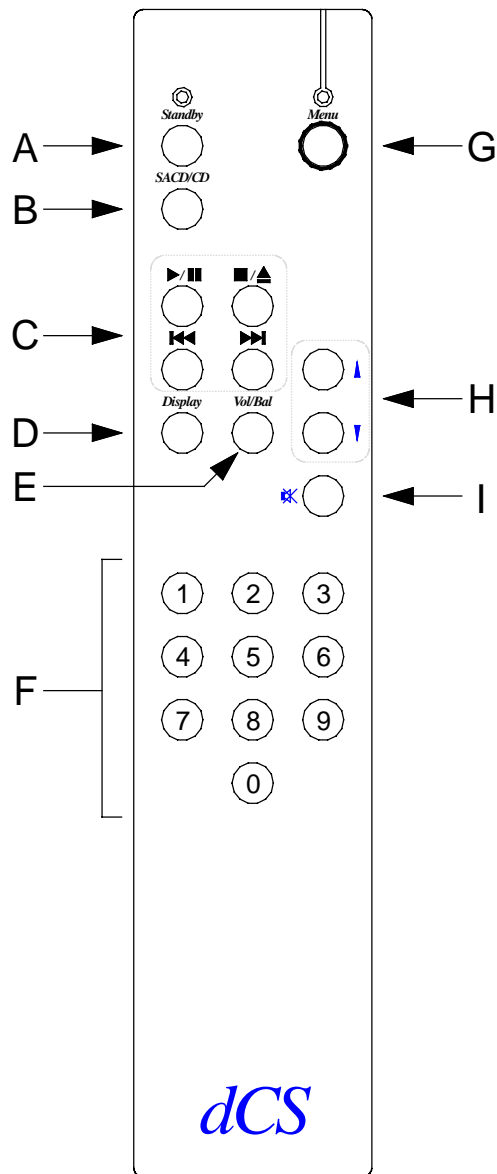 Standby Menu
A G
SACD/CD
B
▶/❚❚ ■/⏏
C
⏮ ⏭
H
Display Vol/Bal
D
E
I
1 2 3
4 5 6
F
7 8 9
0
dCS